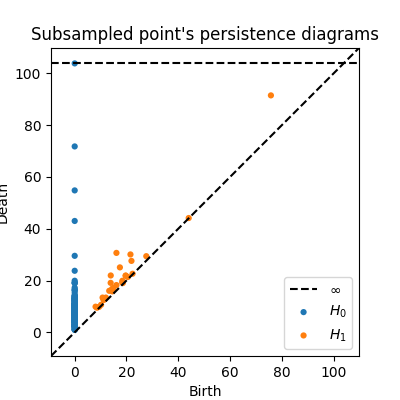 Subsampled point's persistence diagrams
Death
100
80
60
40
20
0
∞
H₀
H₁
0 20 40 60 80 100
Birth